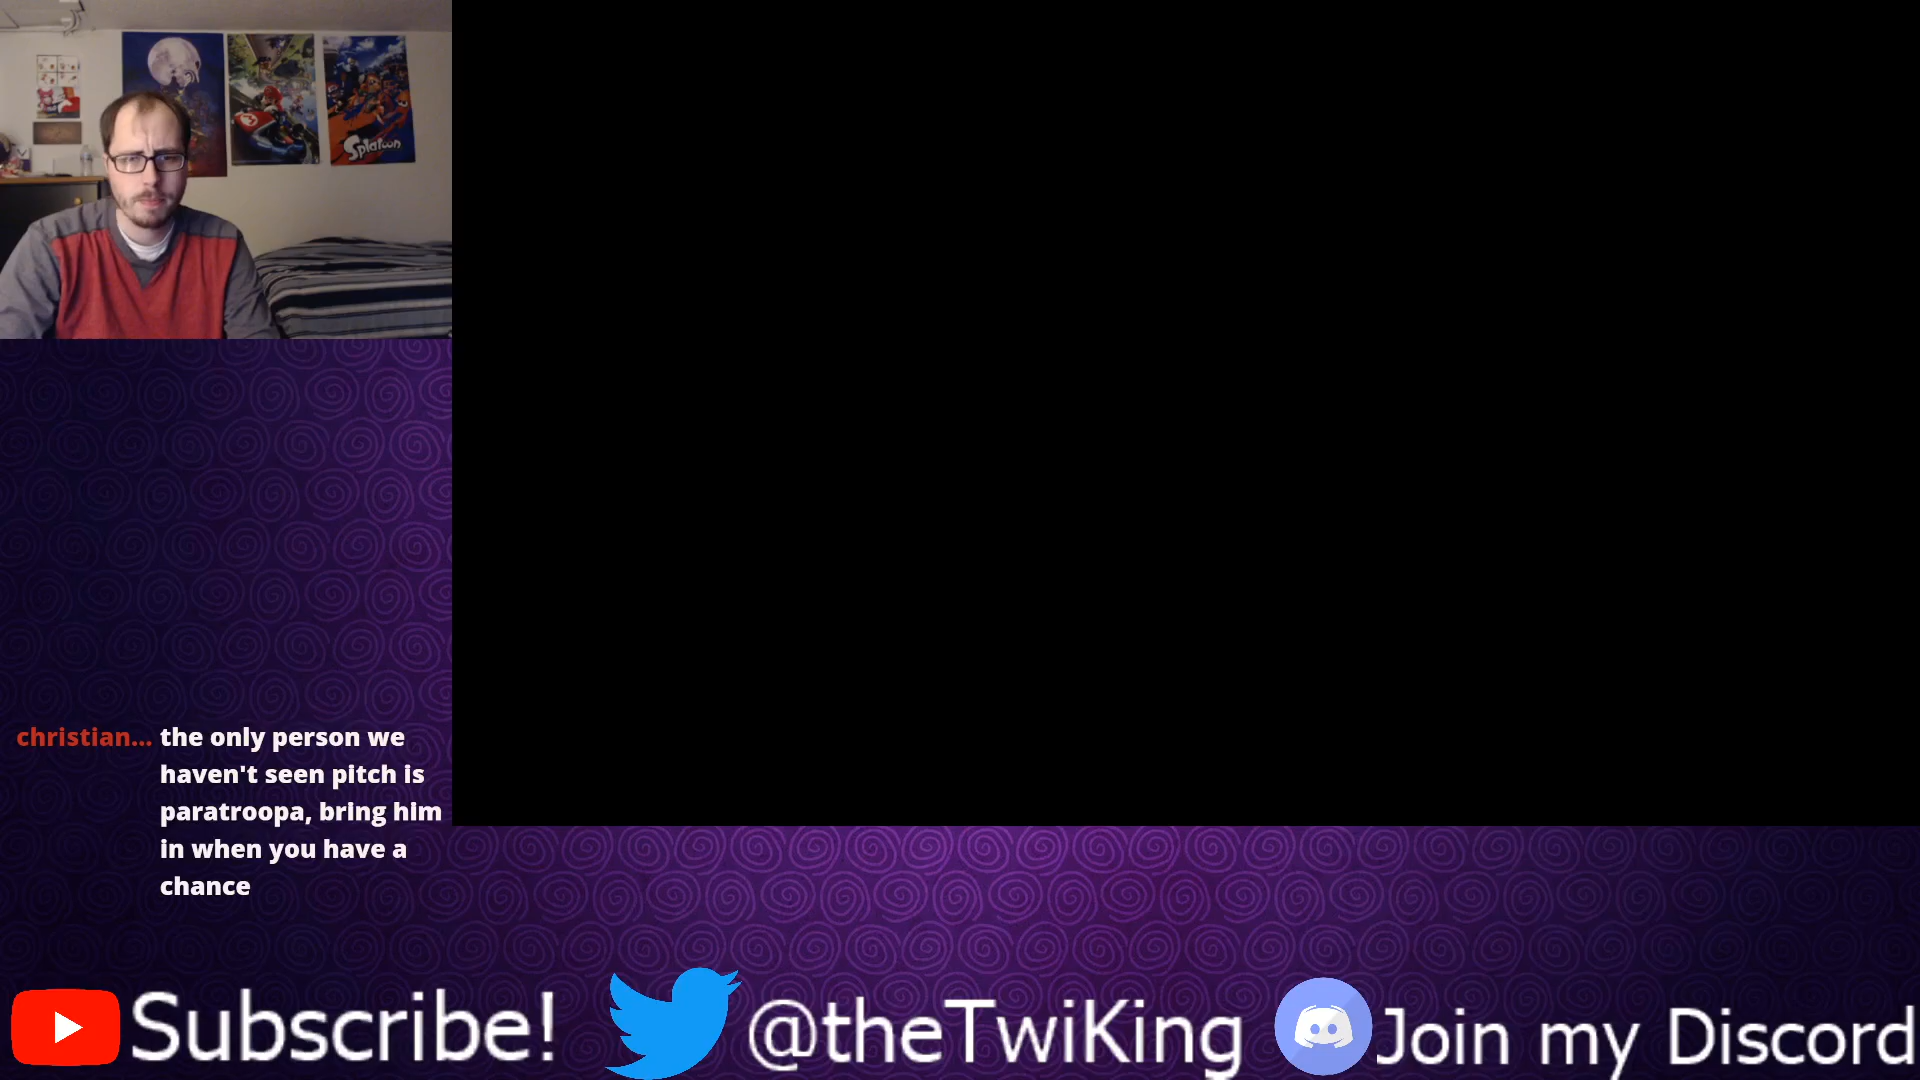 Splatoon
christian... the only person we
haven't seen pitch is
paratroopa, bring him
in when you have a
chance
Subscribe! @theTwiKing Join my Discord